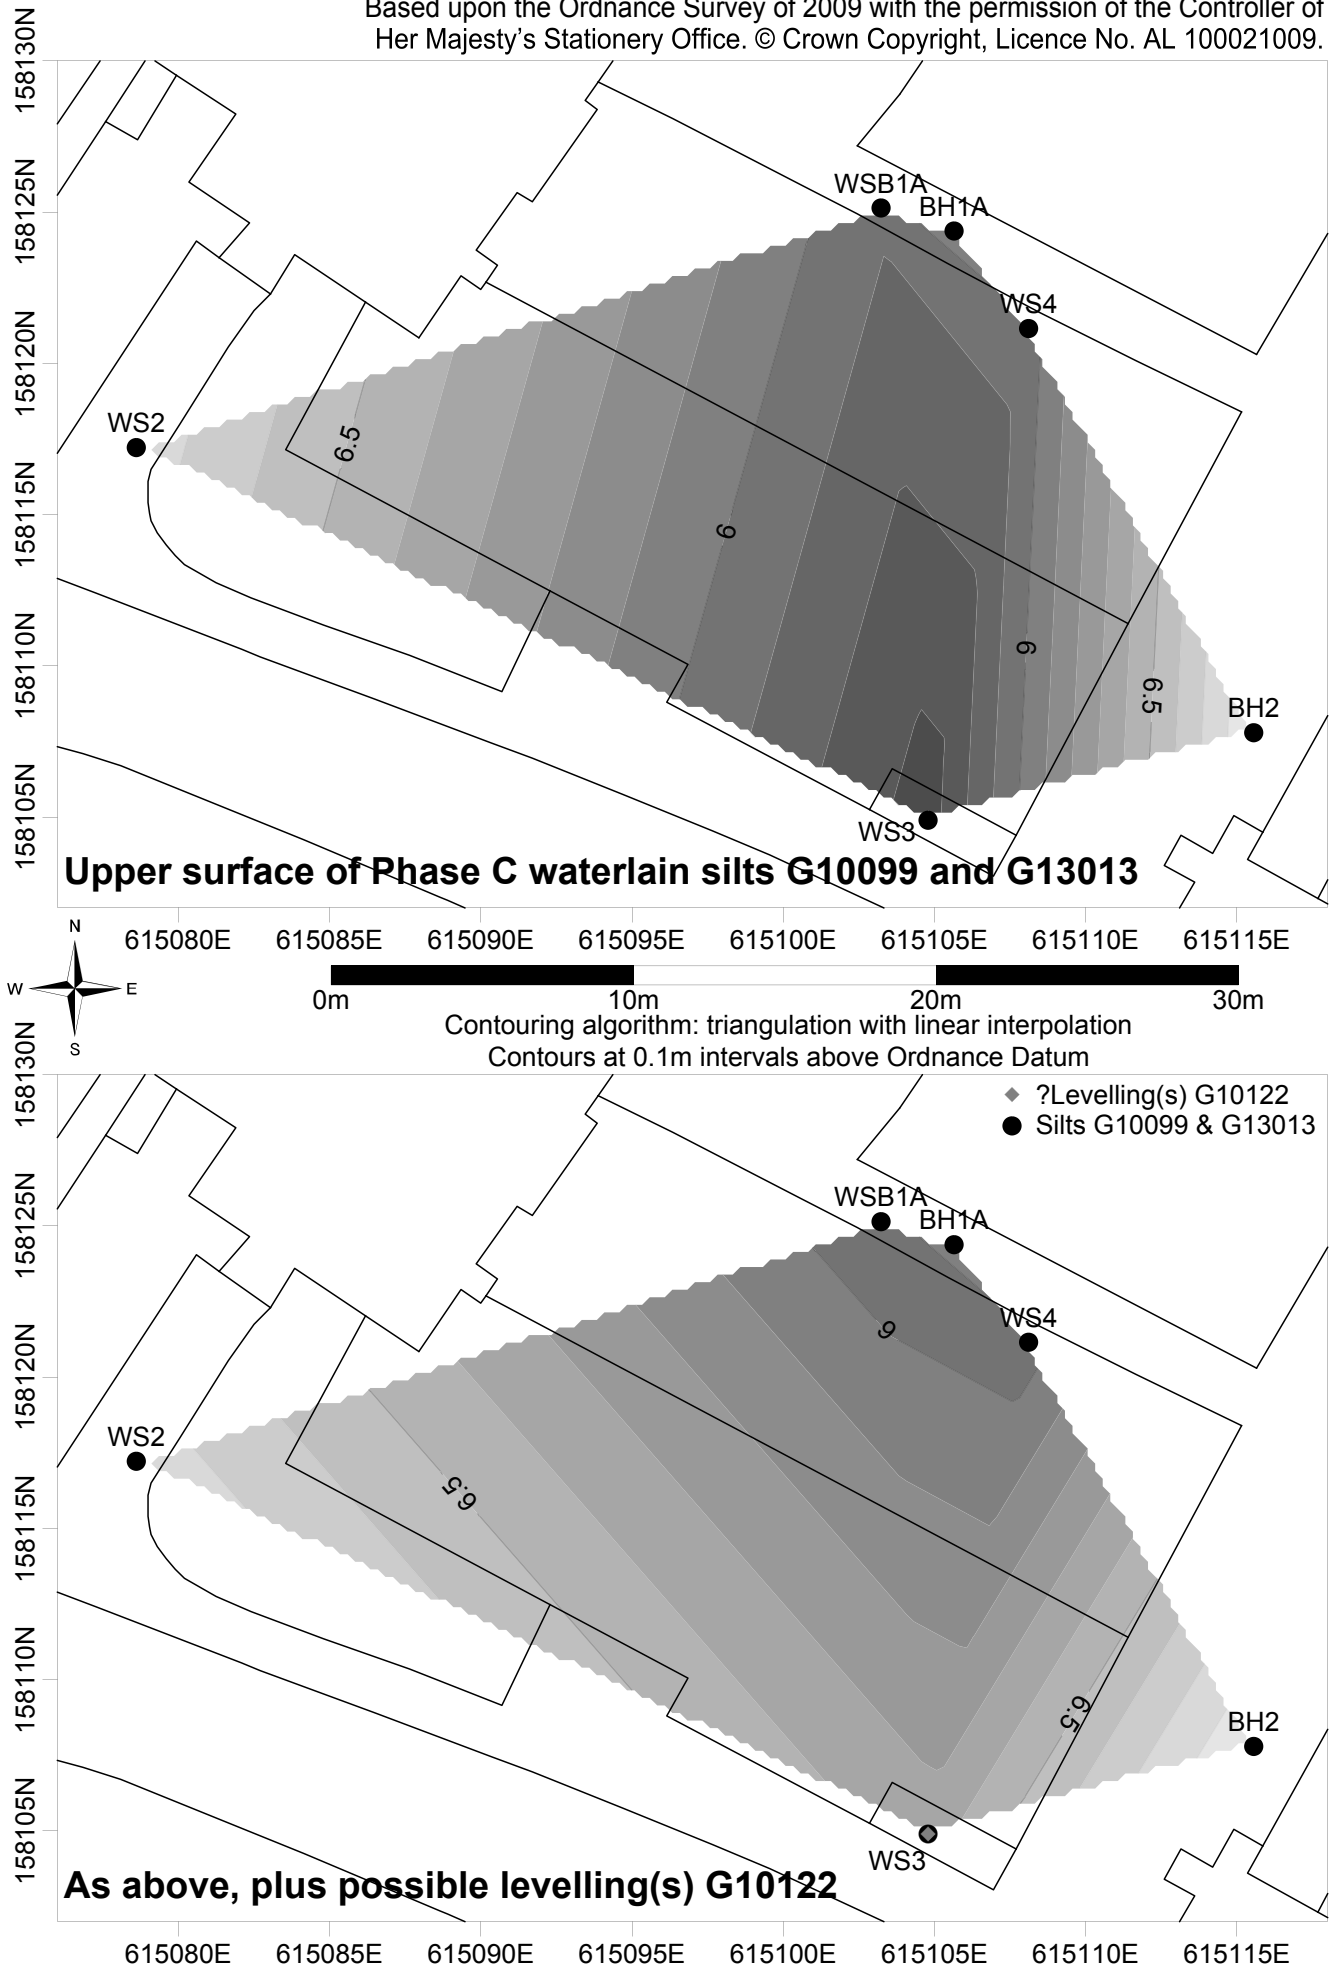 Based upon the Ordnance Survey of 2009 with the permission of the Controller of
Her Majesty's Stationery Office. © Crown Copyright, Licence No. AL 100021009.
158130N
158125N
158120N
158115N
158110N
158105N
WSB1A
BH1A
WS4
WS2
6.5
6
6
6.5
BH2
WS3
Upper surface of Phase C waterlain silts G10099 and G13013
615080E 615085E 615090E 615095E 615100E 615105E 615110E 615115E
N
W E
S
0m 10m 20m 30m
Contouring algorithm: triangulation with linear interpolation
Contours at 0.1m intervals above Ordnance Datum
158130N
158125N
158120N
158115N
158110N
158105N
?Levelling(s) G10122
Silts G10099 & G13013
WSB1A
BH1A
WS4
6
WS2
6.5
6.5
BH2
WS3
As above, plus possible levelling(s) G10122
615080E 615085E 615090E 615095E 615100E 615105E 615110E 615115E